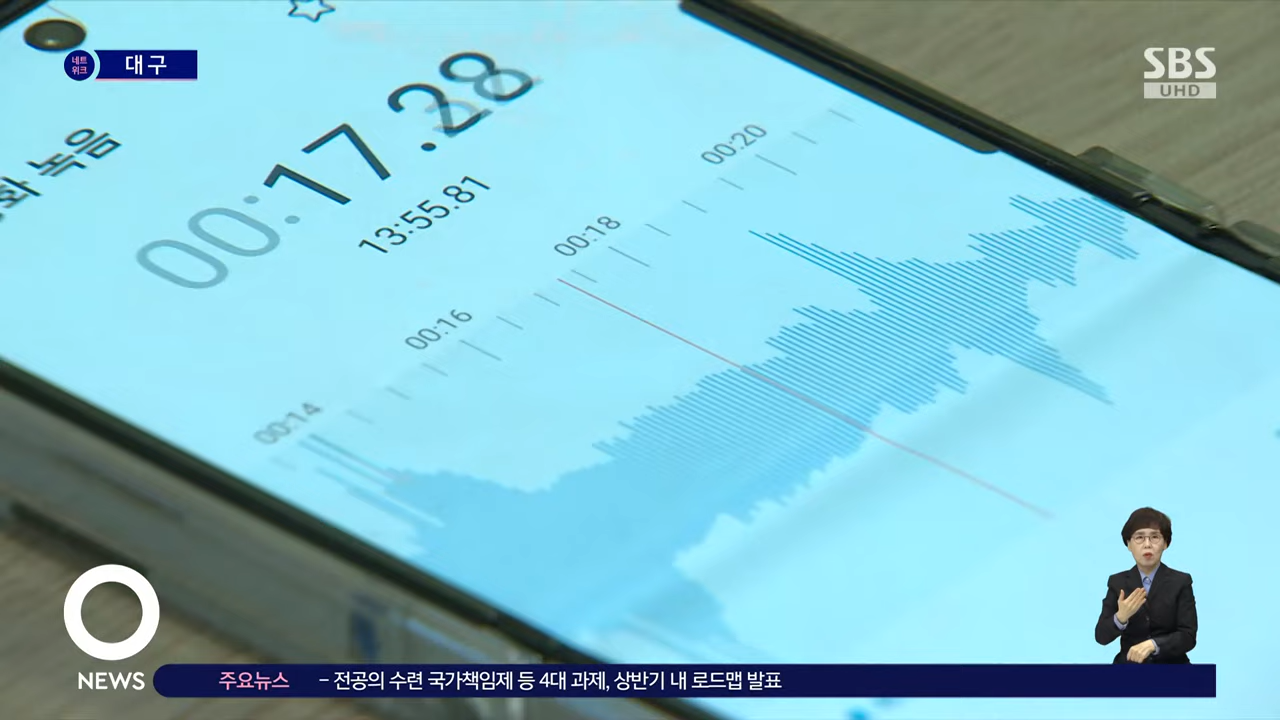 네트
워크
대구
SBS
UHD
화 녹음
00:17.28
13:55.81
00:14
00:16
00:18
00:20
NEWS
주요뉴스
- 전공의 수련 국가책임제 등 4대 과제, 상반기 내 로드맵 발표